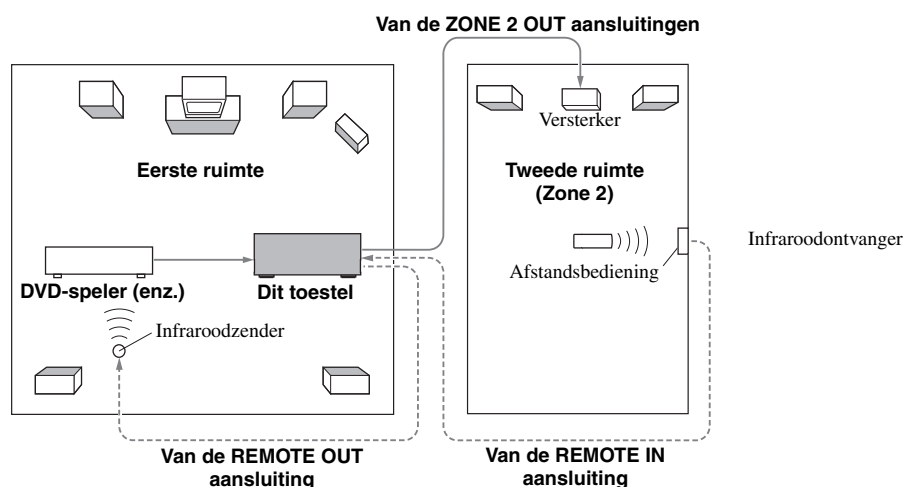 Van de ZONE 2 OUT aansluitingen
Versterker
Eerste ruimte
Tweede ruimte
(Zone 2)
Infraroodontvanger
Afstandsbediening
DVD-speler (enz.)
Dit toestel
Infraroodzender
Van de REMOTE OUT
aansluiting
Van de REMOTE IN
aansluiting